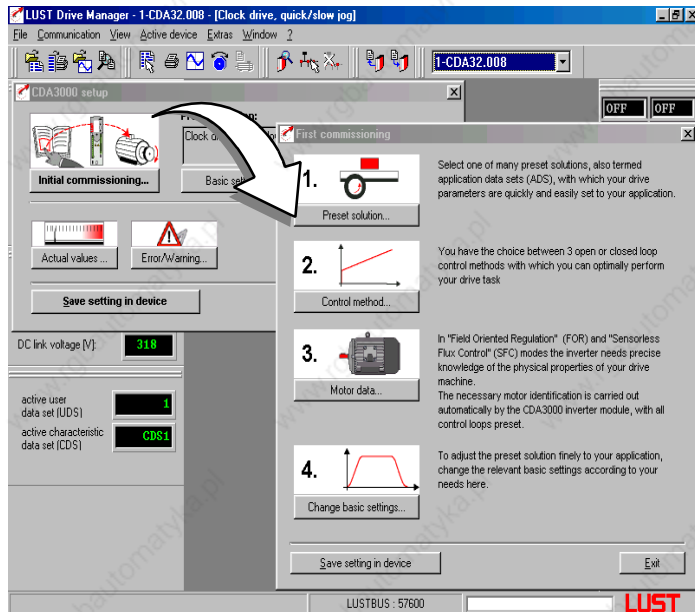 LUST Drive Manager - 1-CDA32.008 - [Clock drive, quick/slow jog]
File Communication View Active device Extras Window ?
1-CDA32.008
CDA3000 setup
Clock d
Initial commissioning...
Basic se
Actual values ...
Error/Warning...
Save setting in device
OFF OFF
DC link voltage [V]: 318
active user
data set (UDS) 1
active characteristic
data set (CDS) CDS1
First commissioning
1.
Preset solution...
Select one of many preset solutions, also termed
application data sets (ADS), with which your drive
parameters are quickly and easily set to your application.
2.
Control method...
You have the choice between 3 open or closed loop
control methods with which you can optimally perform
your drive task
3.
Motor data...
In "Field Oriented Regulation" (FOR) and "Sensorless
Flux Control" (SFC) modes the inverter needs precise
knowledge of the physical properties of your drive
machine.
The necessary motor identification is carried out
automatically by the CDA3000 inverter module, with all
control loops preset.
4.
Change basic settings...
To adjust the preset solution finely to your application,
change the relevant basic settings according to your
needs here.
Save setting in device
Exit
LUSTBUS : 57600
LUST